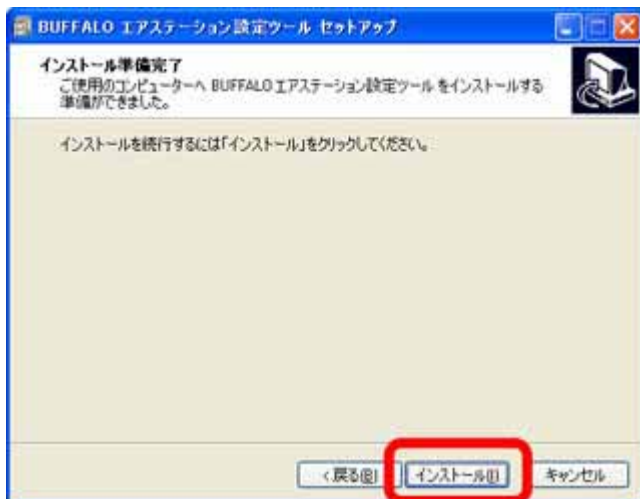 BUFFALO エアステーション設定ツール セットアップ
インストール準備完了
ご使用のコンピューターへ BUFFALO エアステーション設定ツール をインストールする
準備ができました。
インストールを続行するには「インストール」をクリックしてください。
< 戻る(B) インストール(I) キャンセル